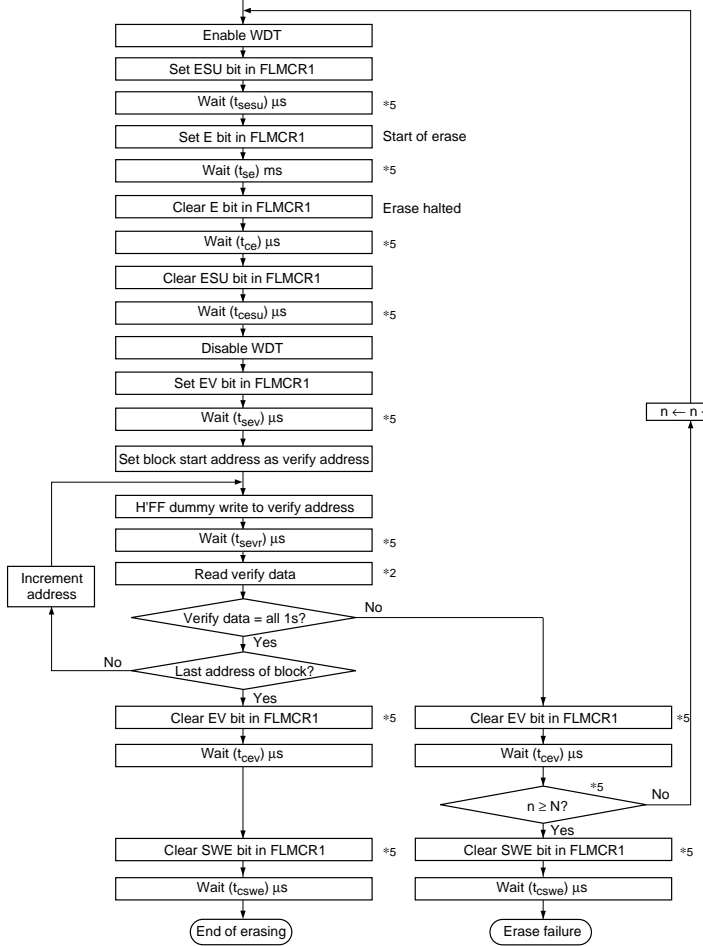 Enable WDT
Set ESU bit in FLMCR1
Wait (tsesu) µs *5
Set E bit in FLMCR1 Start of erase
Wait (tse) ms *5
Clear E bit in FLMCR1 Erase halted
Wait (tce) µs *5
Clear ESU bit in FLMCR1
Wait (tcesu) µs *5
Disable WDT
Set EV bit in FLMCR1
Wait (tsev) µs *5
n ← n
Set block start address as verify address
H'FF dummy write to verify address
Wait (tsevr) µs *5
Increment
address
Read verify data *2
Verify data = all 1s?
No
Yes
No
Last address of block?
Yes
Clear EV bit in FLMCR1 *5
Wait (tcev) µs
Clear EV bit in FLMCR1 *5
Wait (tcev) µs
*5
n ≥ N?
No
Yes
Clear SWE bit in FLMCR1 *5
Wait (tcswe) µs
End of erasing
Clear SWE bit in FLMCR1 *5
Wait (tcswe) µs
Erase failure